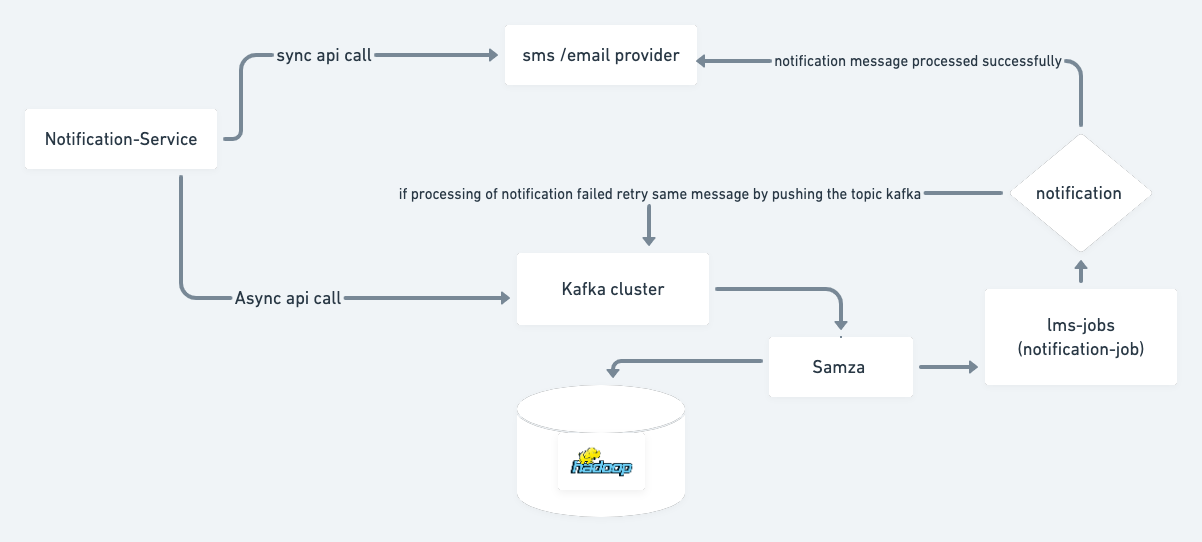 sync api call
sms /email provider
notification message processed successfully
Notification-Service
if processing of notification failed retry same message by pushing the topic kafka
notification
Async api call
Kafka cluster
lms-jobs
(notification-job)
Samza
hadoop